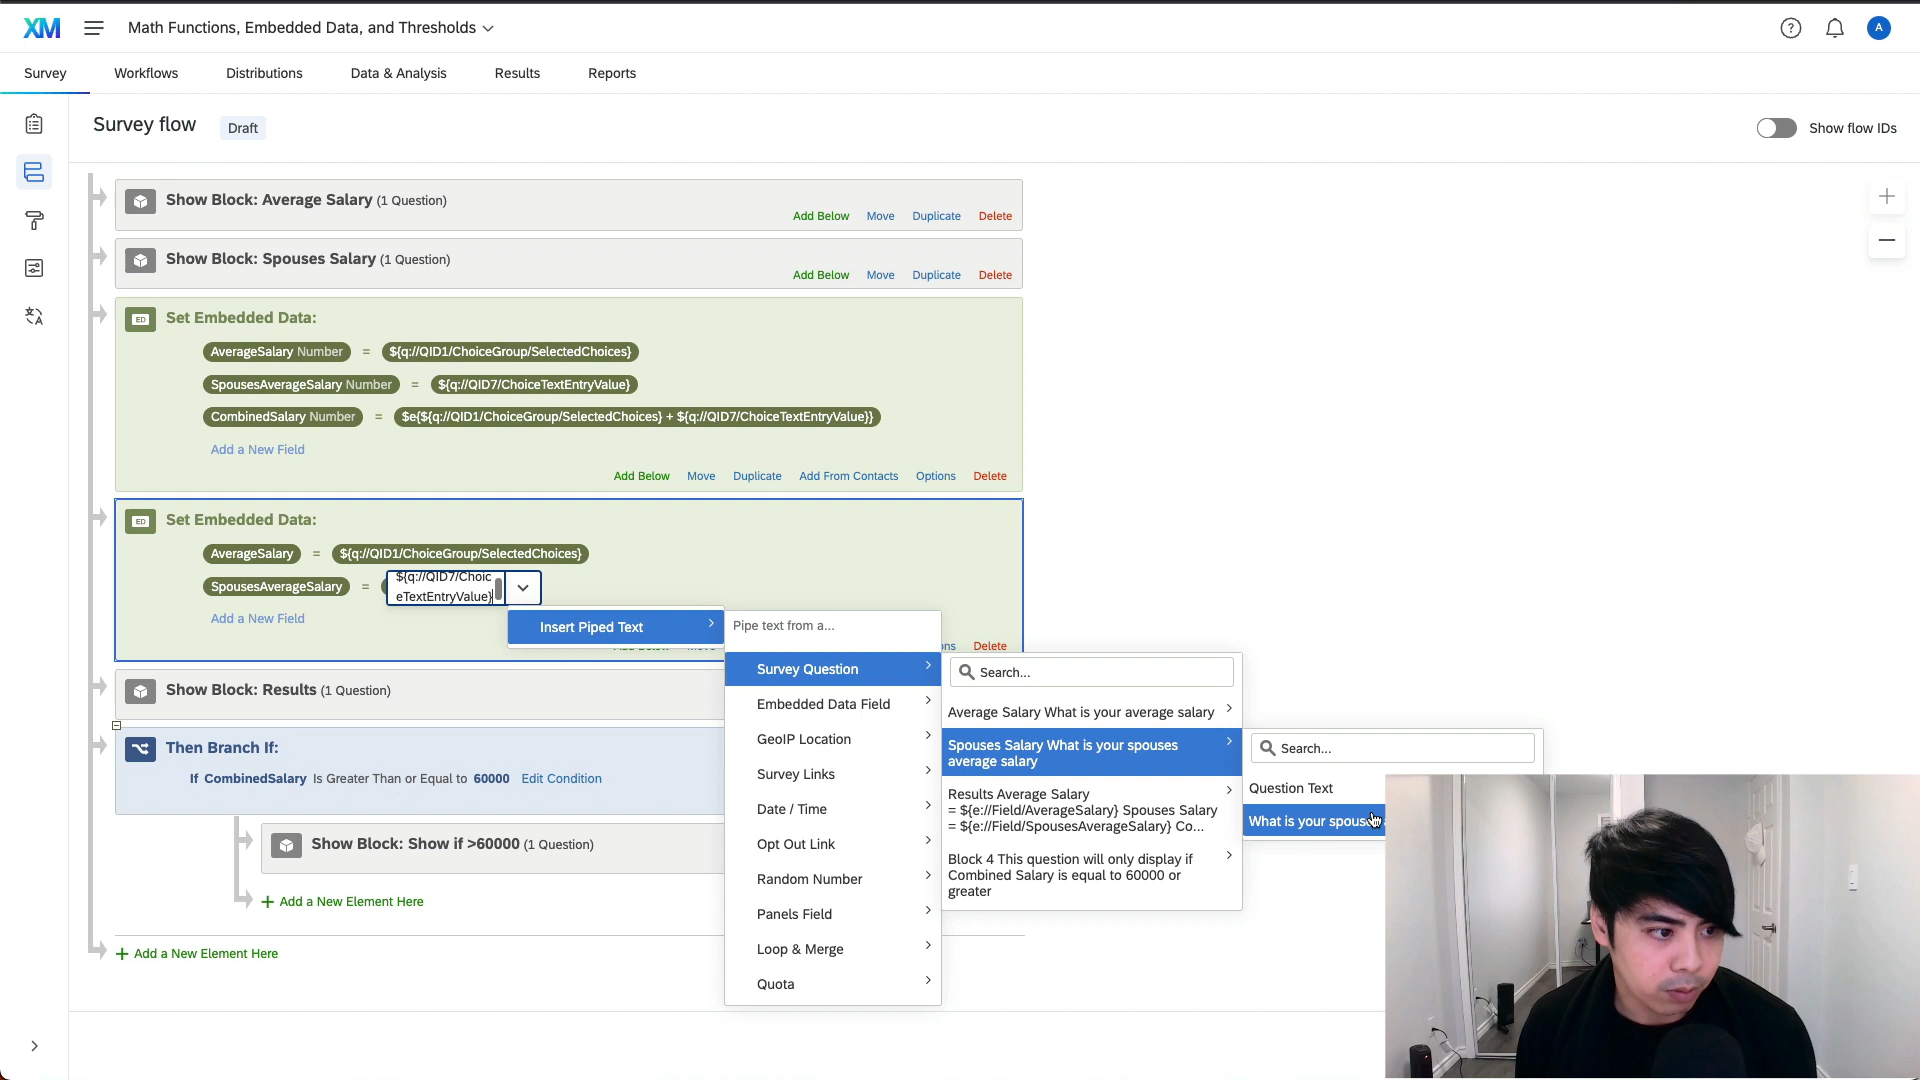 XM
Math Functions, Embedded Data, and Thresholds
A
Survey
Workflows
Distributions
Data & Analysis
Results
Reports
Survey flow
Draft
Show flow IDs
Show Block: Average Salary (1 Question)
Add Below Move Duplicate Delete
Show Block: Spouses Salary (1 Question)
Add Below Move Duplicate Delete
ED Set Embedded Data:
AverageSalary Number = ${q://QID1/ChoiceGroup/SelectedChoices}
SpousesAverageSalary Number = ${q://QID7/ChoiceTextEntryValue}
CombinedSalary Number = $e{${q://QID1/ChoiceGroup/SelectedChoices} + ${q://QID7/ChoiceTextEntryValue}}
Add a New Field
Add Below Move Duplicate Add From Contacts Options Delete
ED Set Embedded Data:
AverageSalary = ${q://QID1/ChoiceGroup/SelectedChoices}
SpousesAverageSalary = ${q://QID7/Choic
eTextEntryValue}
Add a New Field
Delete
Insert Piped Text
Pipe text from a...
Survey Question
Embedded Data Field
GeoIP Location
Survey Links
Date / Time
Opt Out Link
Random Number
Panels Field
Loop & Merge
Quota
Search...
Average Salary What is your average salary
Spouses Salary What is your spouses
average salary
Results Average Salary
= ${e://Field/AverageSalary} Spouses Salary
= ${e://Field/SpousesAverageSalary} Co...
Block 4 This question will only display if
Combined Salary is equal to 60000 or
greater
Search...
Question Text
What is your spouses
Show Block: Results (1 Question)
Then Branch If:
If CombinedSalary Is Greater Than or Equal to 60000 Edit Condition
Show Block: Show if >60000 (1 Question)
Add a New Element Here
Add a New Element Here